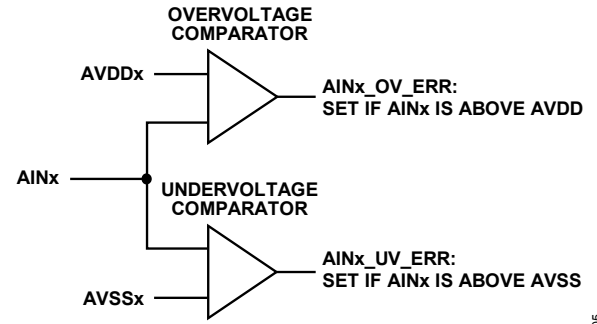 OVERVOLTAGE
COMPARATOR
AVDDx
AINx_OV_ERR:
SET IF AINx IS ABOVE AVDD
AINx
UNDERVOLTAGE
COMPARATOR
AINx_UV_ERR:
SET IF AINx IS ABOVE AVSS
AVSSx